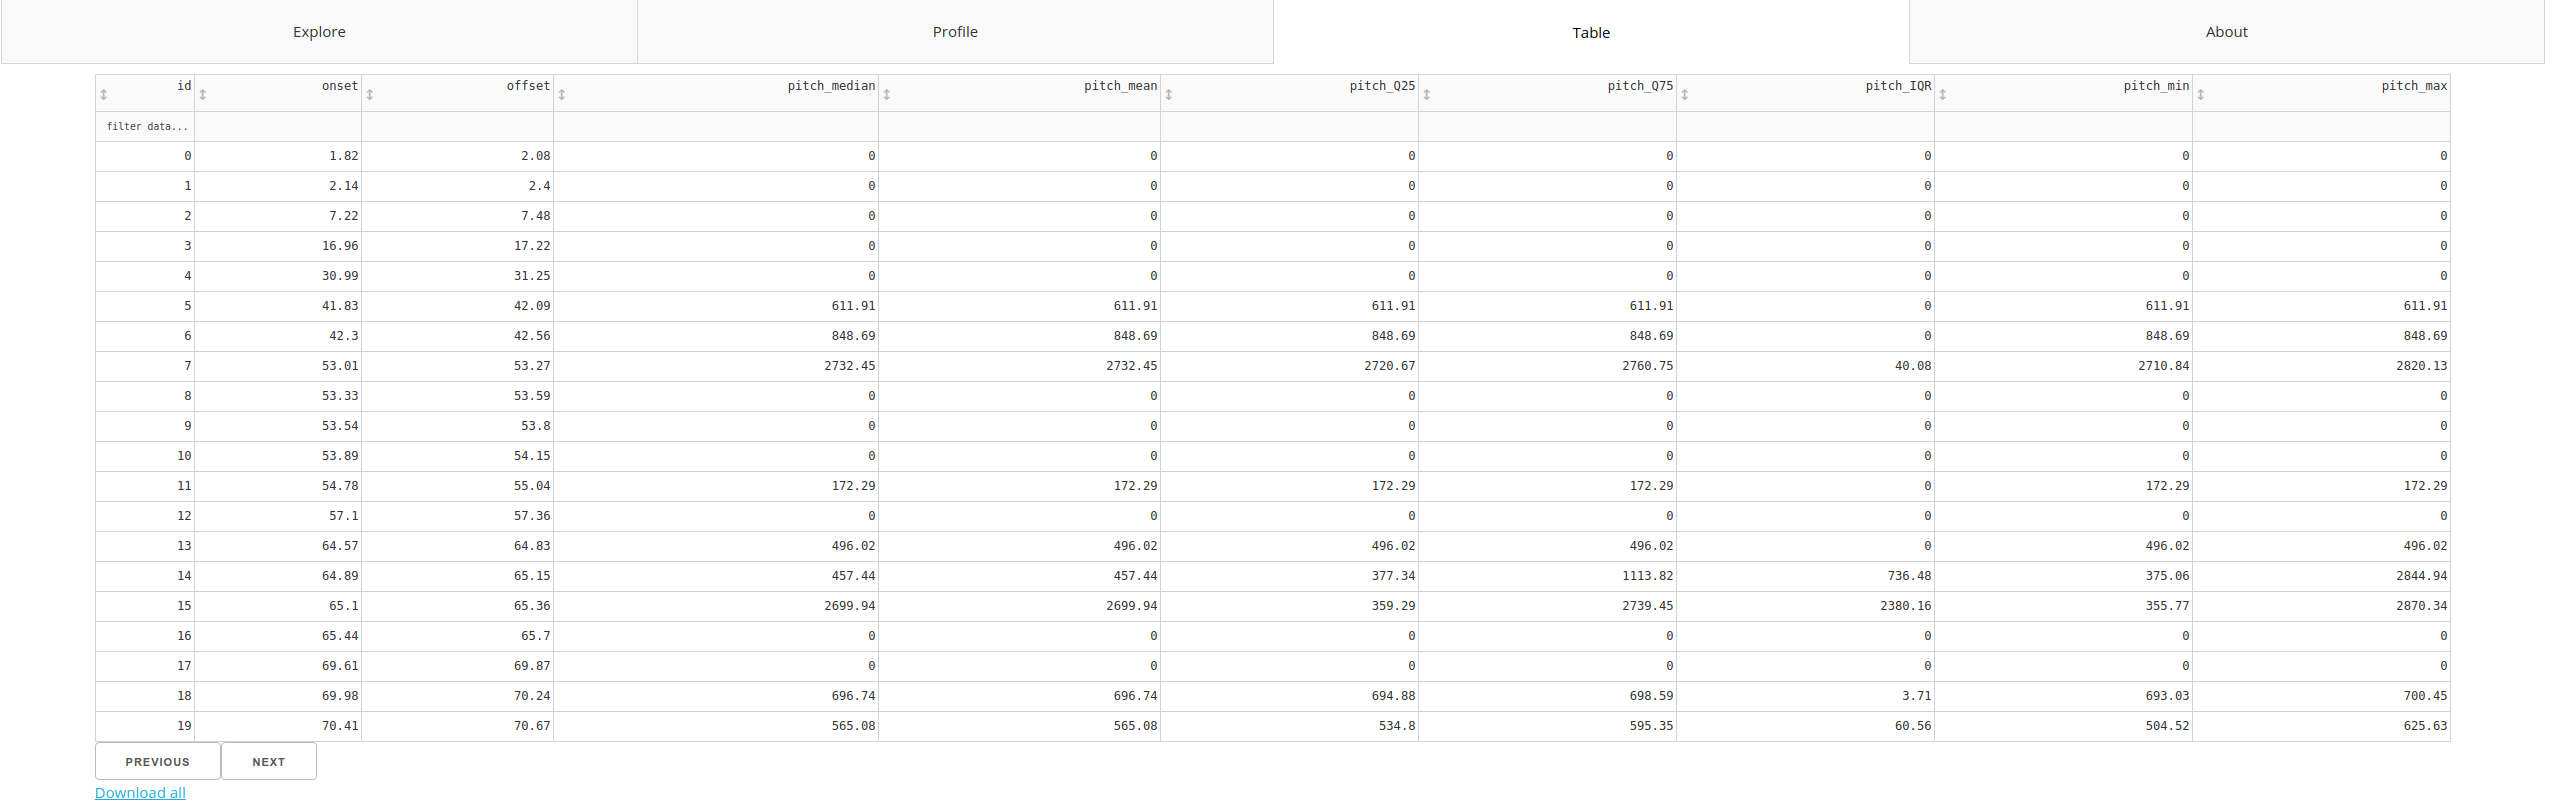 Explore Profile Table About
id onset offset pitch_median pitch_mean pitch_Q25 pitch_Q75 pitch_IQR pitch_min pitch_max
filter data...
0 1.82 2.08 0 0 0 0 0 0 0
1 2.14 2.4 0 0 0 0 0 0 0
2 7.22 7.48 0 0 0 0 0 0 0
3 16.96 17.22 0 0 0 0 0 0 0
4 30.99 31.25 0 0 0 0 0 0 0
5 41.83 42.09 611.91 611.91 611.91 611.91 0 611.91 611.91
6 42.3 42.56 848.69 848.69 848.69 848.69 0 848.69 848.69
7 53.01 53.27 2732.45 2732.45 2720.67 2760.75 40.08 2710.84 2820.13
8 53.33 53.59 0 0 0 0 0 0 0
9 53.54 53.8 0 0 0 0 0 0 0
10 53.89 54.15 0 0 0 0 0 0 0
11 54.78 55.04 172.29 172.29 172.29 172.29 0 172.29 172.29
12 57.1 57.36 0 0 0 0 0 0 0
13 64.57 64.83 496.02 496.02 496.02 496.02 0 496.02 496.02
14 64.89 65.15 457.44 457.44 377.34 1113.82 736.48 375.06 2844.94
15 65.1 65.36 2699.94 2699.94 359.29 2739.45 2380.16 355.77 2870.34
16 65.44 65.7 0 0 0 0 0 0 0
17 69.61 69.87 0 0 0 0 0 0 0
18 69.98 70.24 696.74 696.74 694.88 698.59 3.71 693.03 700.45
19 70.41 70.67 565.08 565.08 534.8 595.35 60.56 504.52 625.63
PREVIOUS NEXT
Download all